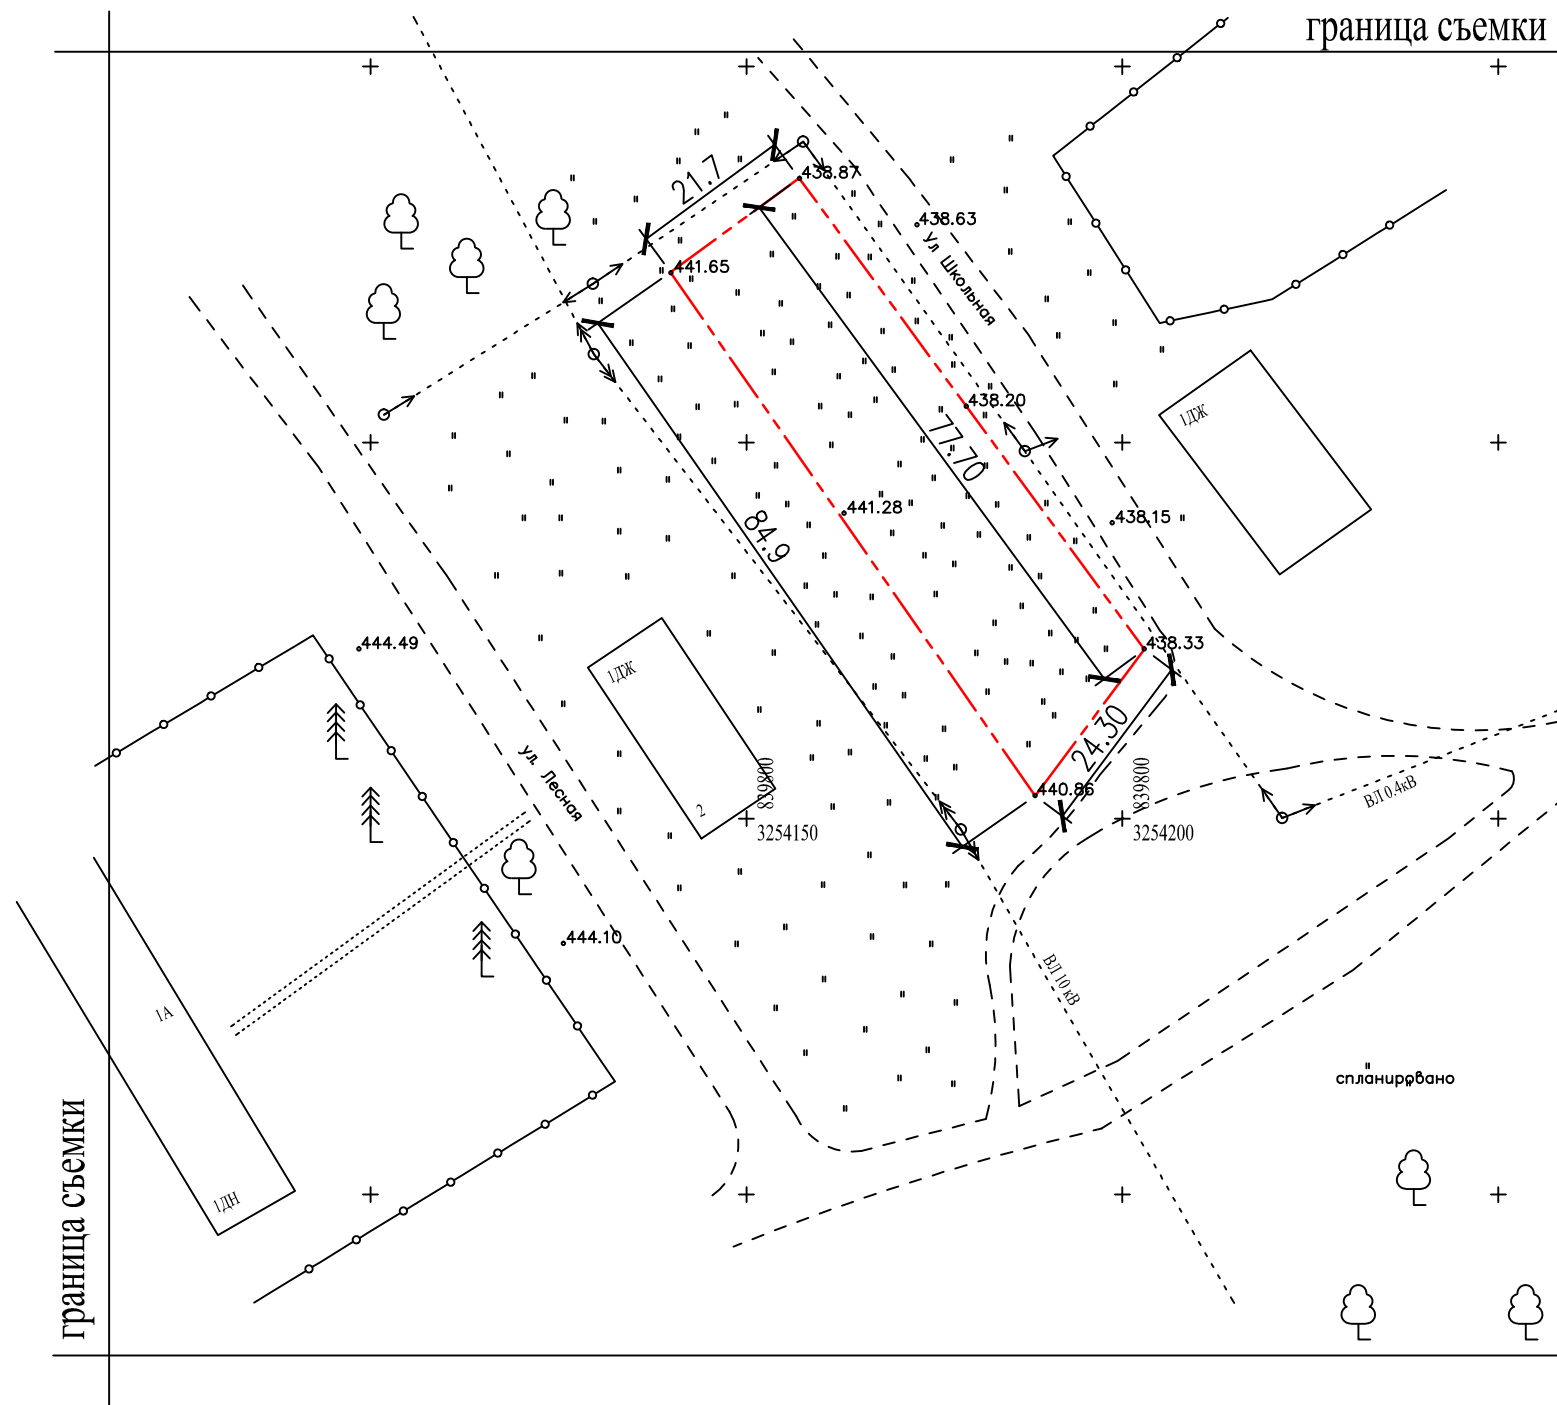 граница съемки
21.7
438.87
438.63
Ул Школьная
441.65
438.20
1ДЖ
77.70
441.28
438.15
84.9
444.49
438.33
1ДЖ
24.30
ул. Лесная
839800
839800
440.86
ВЛ 0.4кВ
2
3254150
3254200
444.10
ВЛ 10 кВ
1А
спланировано
граница съемки
1ДН